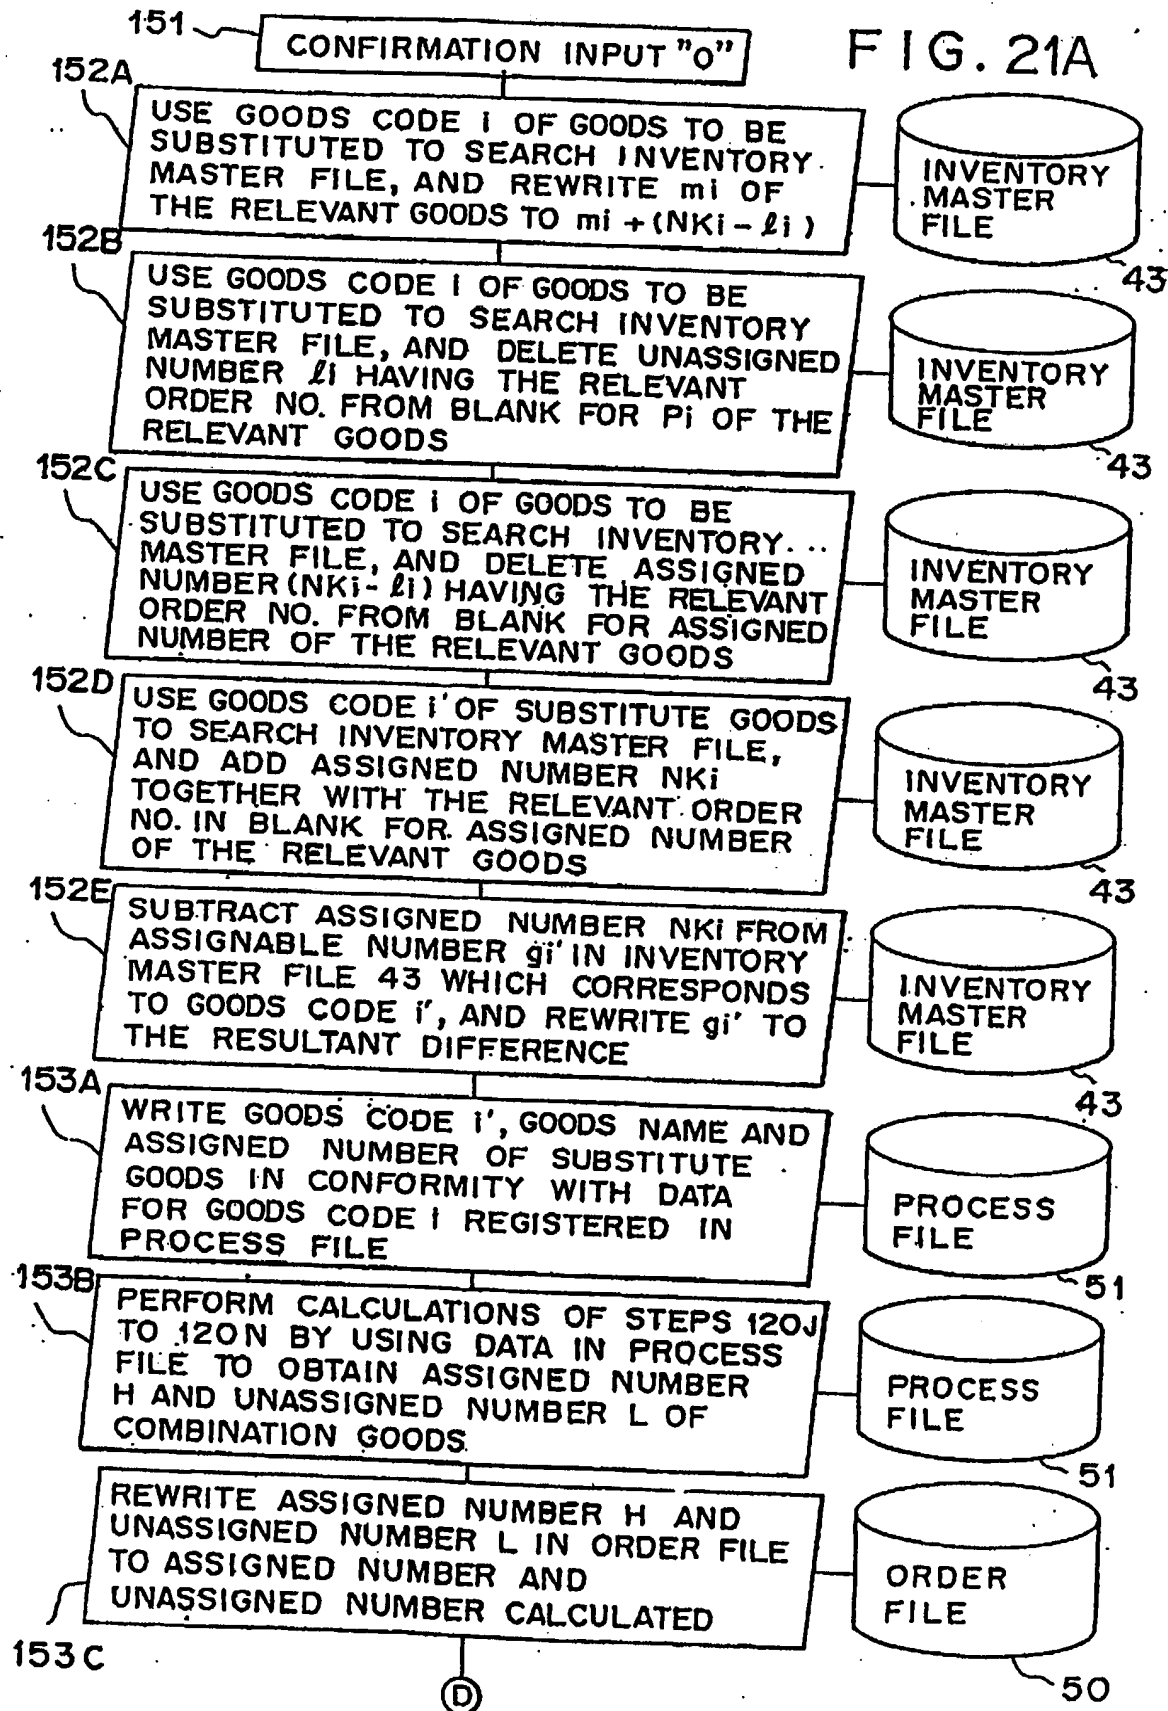 FIG. 21A
151
CONFIRMATION INPUT "O"
152A
USE GOODS CODE i OF GOODS TO BE
SUBSTITUTED TO SEARCH INVENTORY
MASTER FILE, AND REWRITE mi OF
THE RELEVANT GOODS TO mi + (NKi - ℓi)
INVENTORY
MASTER
FILE
43
152B
USE GOODS CODE i OF GOODS TO BE
SUBSTITUTED TO SEARCH INVENTORY
MASTER FILE, AND DELETE UNASSIGNED
NUMBER ℓi HAVING THE RELEVANT
ORDER NO. FROM BLANK FOR Pi OF THE
RELEVANT GOODS
INVENTORY
MASTER
FILE
43
152C
USE GOODS CODE i OF GOODS TO BE
SUBSTITUTED TO SEARCH INVENTORY
MASTER FILE, AND DELETE ASSIGNED
NUMBER (NKi - ℓi) HAVING THE RELEVANT
ORDER NO. FROM BLANK FOR ASSIGNED
NUMBER OF THE RELEVANT GOODS
INVENTORY
MASTER
FILE
43
152D
USE GOODS CODE i' OF SUBSTITUTE GOODS
TO SEARCH INVENTORY MASTER FILE,
AND ADD ASSIGNED NUMBER NKi
TOGETHER WITH THE RELEVANT ORDER
NO. IN BLANK FOR ASSIGNED NUMBER
OF THE RELEVANT GOODS
INVENTORY
MASTER
FILE
43
152E
SUBTRACT ASSIGNED NUMBER NKi FROM
ASSIGNABLE NUMBER gi' IN INVENTORY
MASTER FILE 43 WHICH CORRESPONDS
TO GOODS CODE i', AND REWRITE gi' TO
THE RESULTANT DIFFERENCE
INVENTORY
MASTER
FILE
43
153A
WRITE GOODS CODE i', GOODS NAME AND
ASSIGNED NUMBER OF SUBSTITUTE
GOODS IN CONFORMITY WITH DATA
FOR GOODS CODE i REGISTERED IN
PROCESS FILE
PROCESS
FILE
51
153B
PERFORM CALCULATIONS OF STEPS 120J
TO 120N BY USING DATA IN PROCESS
FILE TO OBTAIN ASSIGNED NUMBER
H AND UNASSIGNED NUMBER L OF
COMBINATION GOODS
PROCESS
FILE
51
153C
REWRITE ASSIGNED NUMBER H AND
UNASSIGNED NUMBER L IN ORDER FILE
TO ASSIGNED NUMBER AND
UNASSIGNED NUMBER CALCULATED
ORDER
FILE
50
D